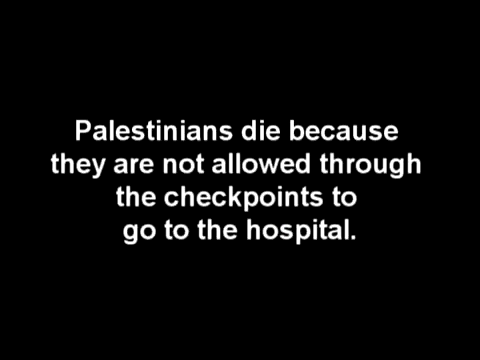 Palestinians die because
they are not allowed through
the checkpoints to
go to the hospital.